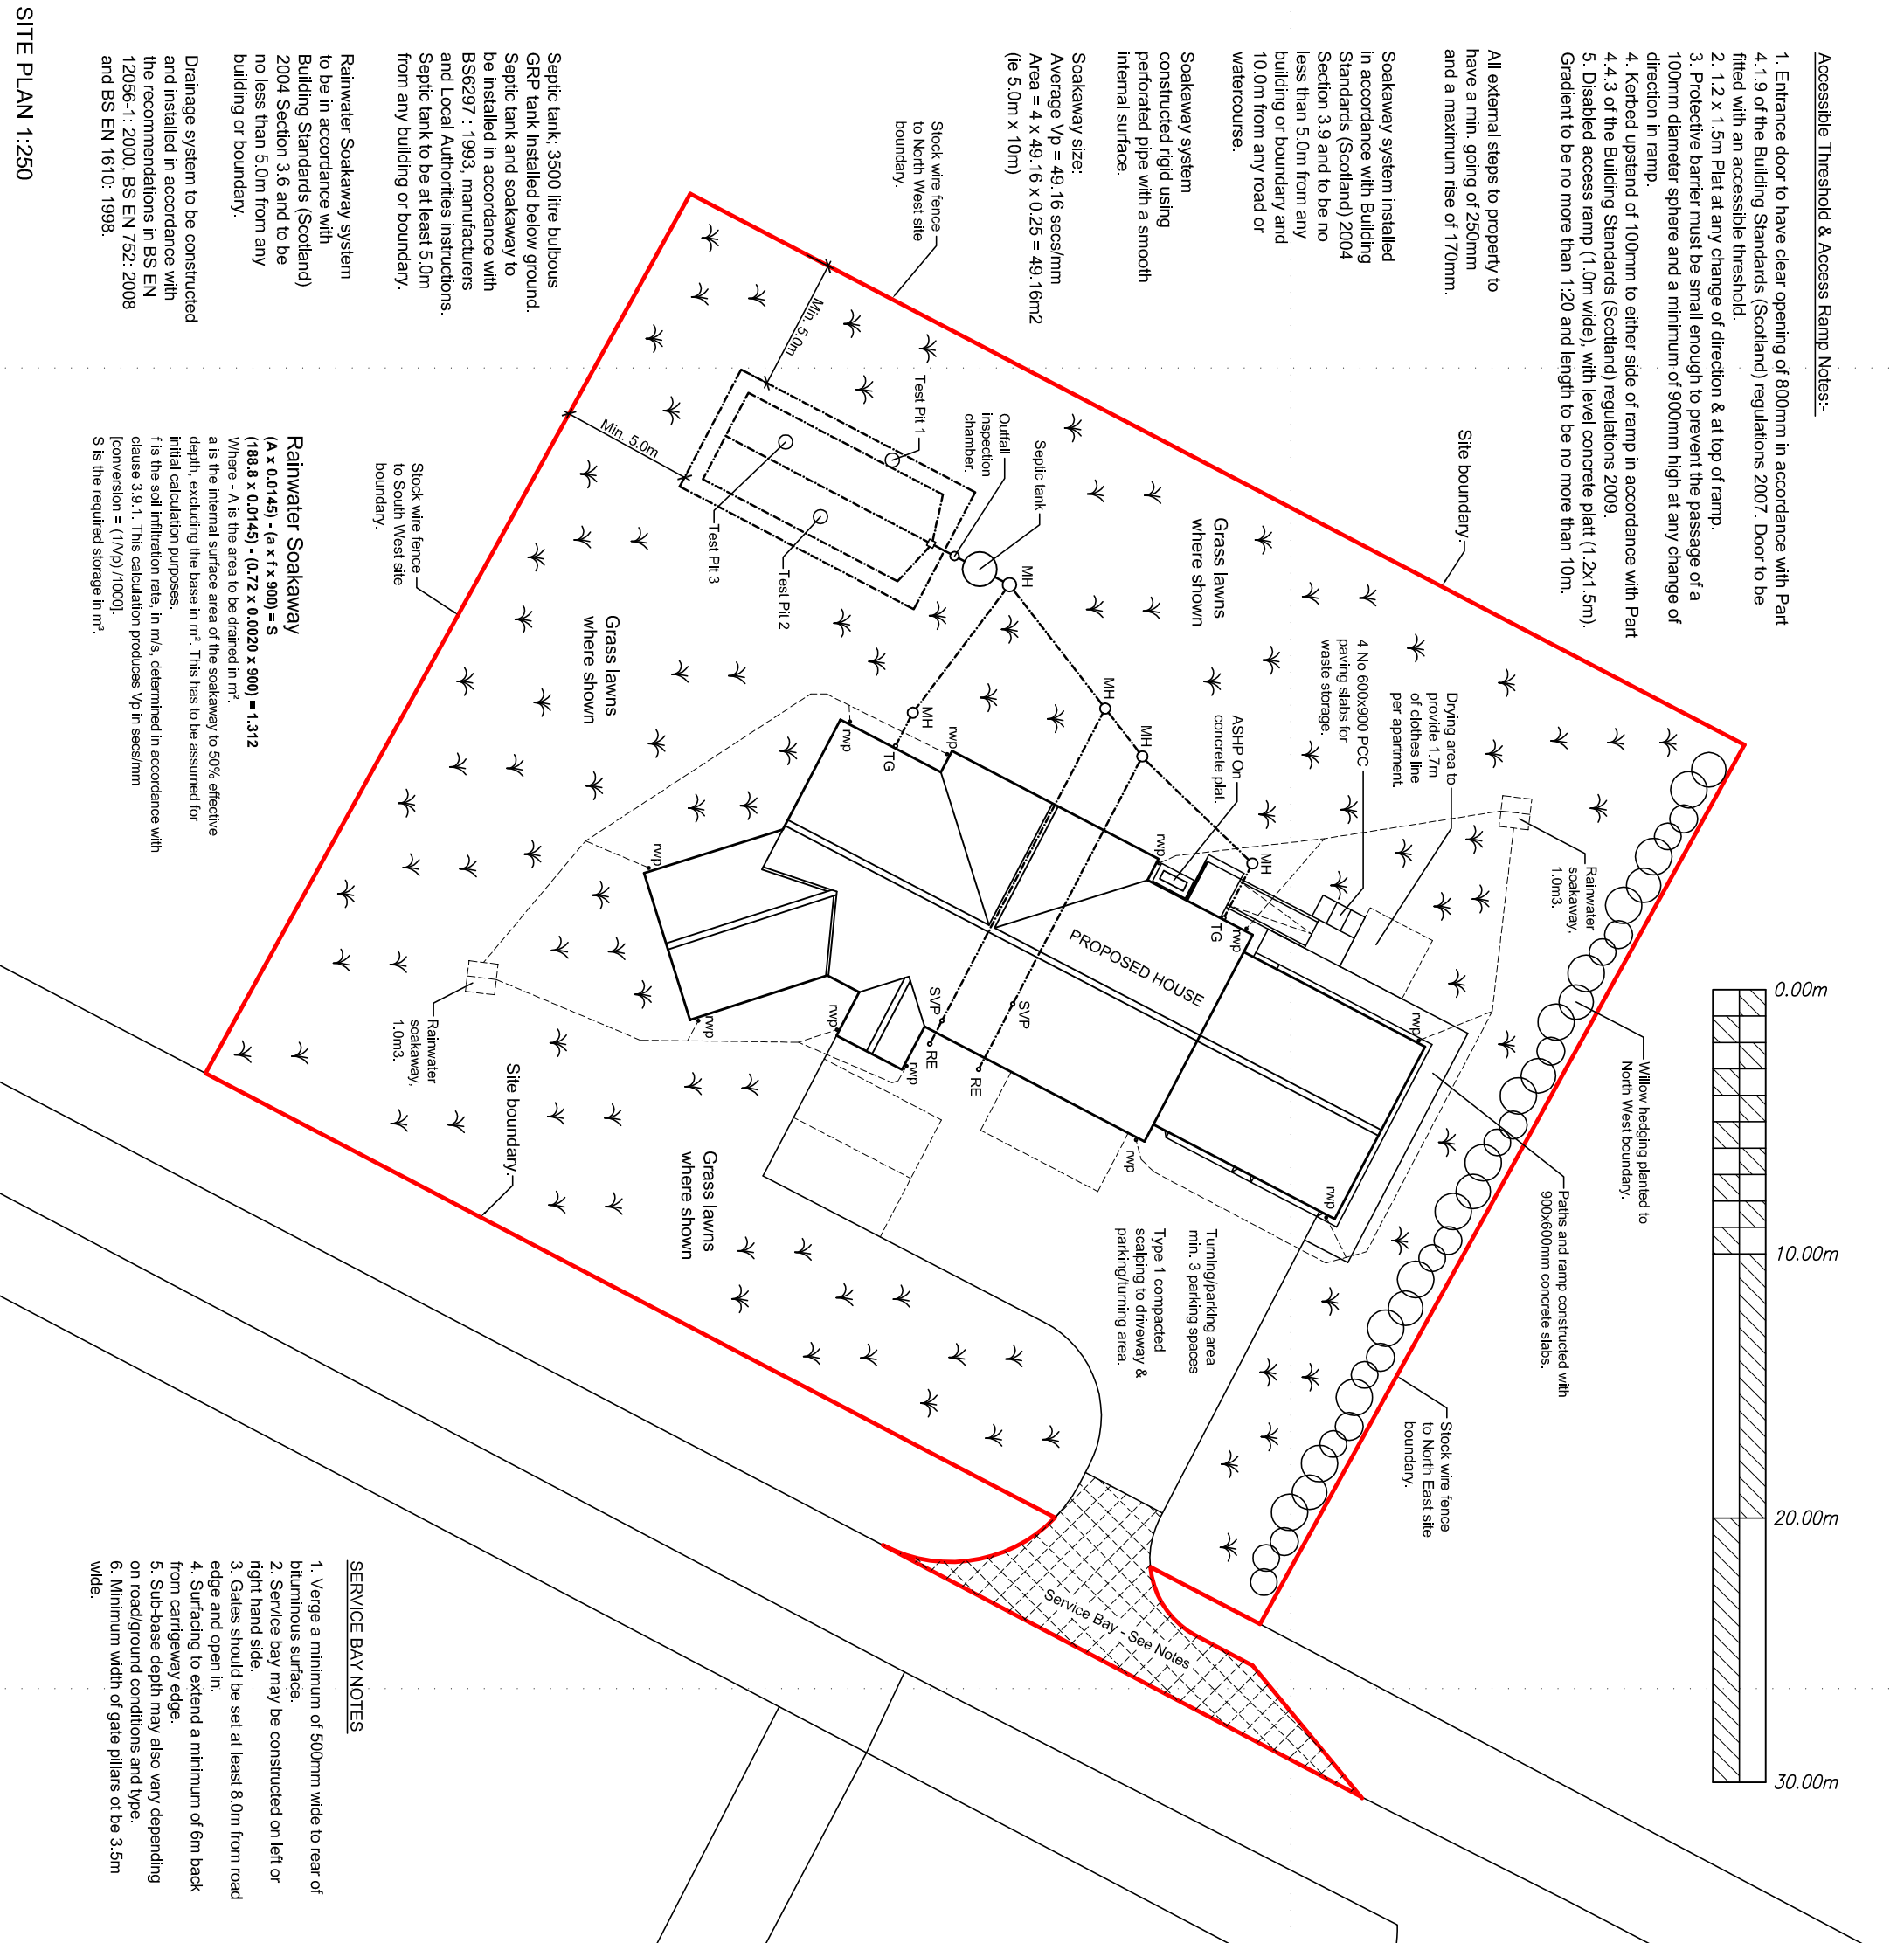 Accessible Threshold & Access Ramp Notes:-
1. Entrance door to have clear opening of 800mm in accordance with Part
4.1.9 of the Building Standards (Scotland) regulations 2007. Door to be
fitted with an accessible threshold.
2. 1.2 x 1.5m Plat at any change of direction & at top of ramp.
3. Protective barrier must be small enough to prevent the passage of a
100mm diameter sphere and a minimum of 900mm high at any change of
direction in ramp.
4. Kerbed upstand of 100mm to either side of ramp in accordance with Part
4.4.3 of the Building Standards (Scotland) regulations 2009.
5. Disabled access ramp (1.0m wide), with level concrete platt (1.2x1.5m).
Gradient to be no more than 1:20 and length to be no more than 10m.
All external steps to property to
have a min. going of 250mm
and a maximum rise of 170mm.
Soakaway system installed
in accordance with Building
Standards (Scotland) 2004
Section 3.9 and to be no
less than 5.0m from any
building or boundary and
10.0m from any road or
watercourse.
Soakaway system
constructed rigid using
perforated pipe with a smooth
internal surface.
Soakaway size:
Average Vp = 49.16 secs/mm
Area = 4 x 49.16 x 0.25 = 49.16m2
(ie 5.0m x 10m)
Stock wire fence
to North West site
boundary.
Septic tank; 3500 litre bulbous
GRP tank installed below ground.
Septic tank and soakaway to
be installed in accordance with
BS6297 : 1993, manufacturers
and Local Authorities instructions.
Septic tank to be at least 5.0m
from any building or boundary.
Rainwater Soakaway system
to be in accordance with
Building Standards (Scotland)
2004 Section 3.6 and to be
no less than 5.0m from any
building or boundary.
Drainage system to be constructed
and installed in accordance with
the recommendations in BS EN
12056-1: 2000, BS EN 752: 2008
and BS EN 1610: 1998.
SITE PLAN 1:250
0.00m
10.00m
20.00m
30.00m
Site boundary.
Willow hedging planted to
North West boundary.
Paths and ramp constructed with
900x600mm concrete slabs.
Stock wire fence
to North East site
boundary.
Rainwater
soakaway,
1.0m3.
Drying area to
provide 1.7m
of clothes line
per apartment.
4 No 600x900 PCC
paving slabs for
waste storage.
ASHP On
concrete plat.
Grass lawns
where shown
Septic tank
Outfall
inspection
chamber.
Test Pit 1
Test Pit 2
Test Pit 3
Min. 5.0m
Min. 5.0m
MH
MH
MH
MH
MH
TG
TG
rwp
rwp
rwp
rwp
rwp
rwp
rwp
rwp
rwp
rwp
rwp
SVP
SVP
RE
RE
PROPOSED HOUSE
Turning/parking area
min. 3 parking spaces
Type 1 compacted
scalping to driveway &
parking/turning area.
Grass lawns
where shown
Grass lawns
where shown
Site boundary.
Rainwater
soakaway,
1.0m3.
Stock wire fence
to South West site
boundary.
Service Bay - See Notes
Rainwater Soakaway
(A x 0.0145) - (a x f x 900) = S
(188.8 x 0.0145) - (0.72 x 0.0020 x 900) = 1.312
Where - A is the area to be drained in m².
a is the internal surface area of the soakaway to 50% effective
depth, excluding the base in m². This has to be assumed for
initial calculation purposes.
f is the soil infiltration rate, in m/s, determined in accordance with
clause 3.9.1. This calculation produces Vp in secs/mm
[conversion = (1/Vp) /1000].
S is the required storage in m³.
SERVICE BAY NOTES
1. Verge a minimum of 500mm wide to rear of
bituminous surface.
2. Service bay may be constructed on left or
right hand side.
3. Gates should be set at least 8.0m from road
edge and open in.
4. Surfacing to extend a minimum of 6m back
from carrigeway edge.
5. Sub-base depth may also vary depending
on road/ground conditions and type.
6. Minimum width of gate pillars ot be 3.5m
wide.